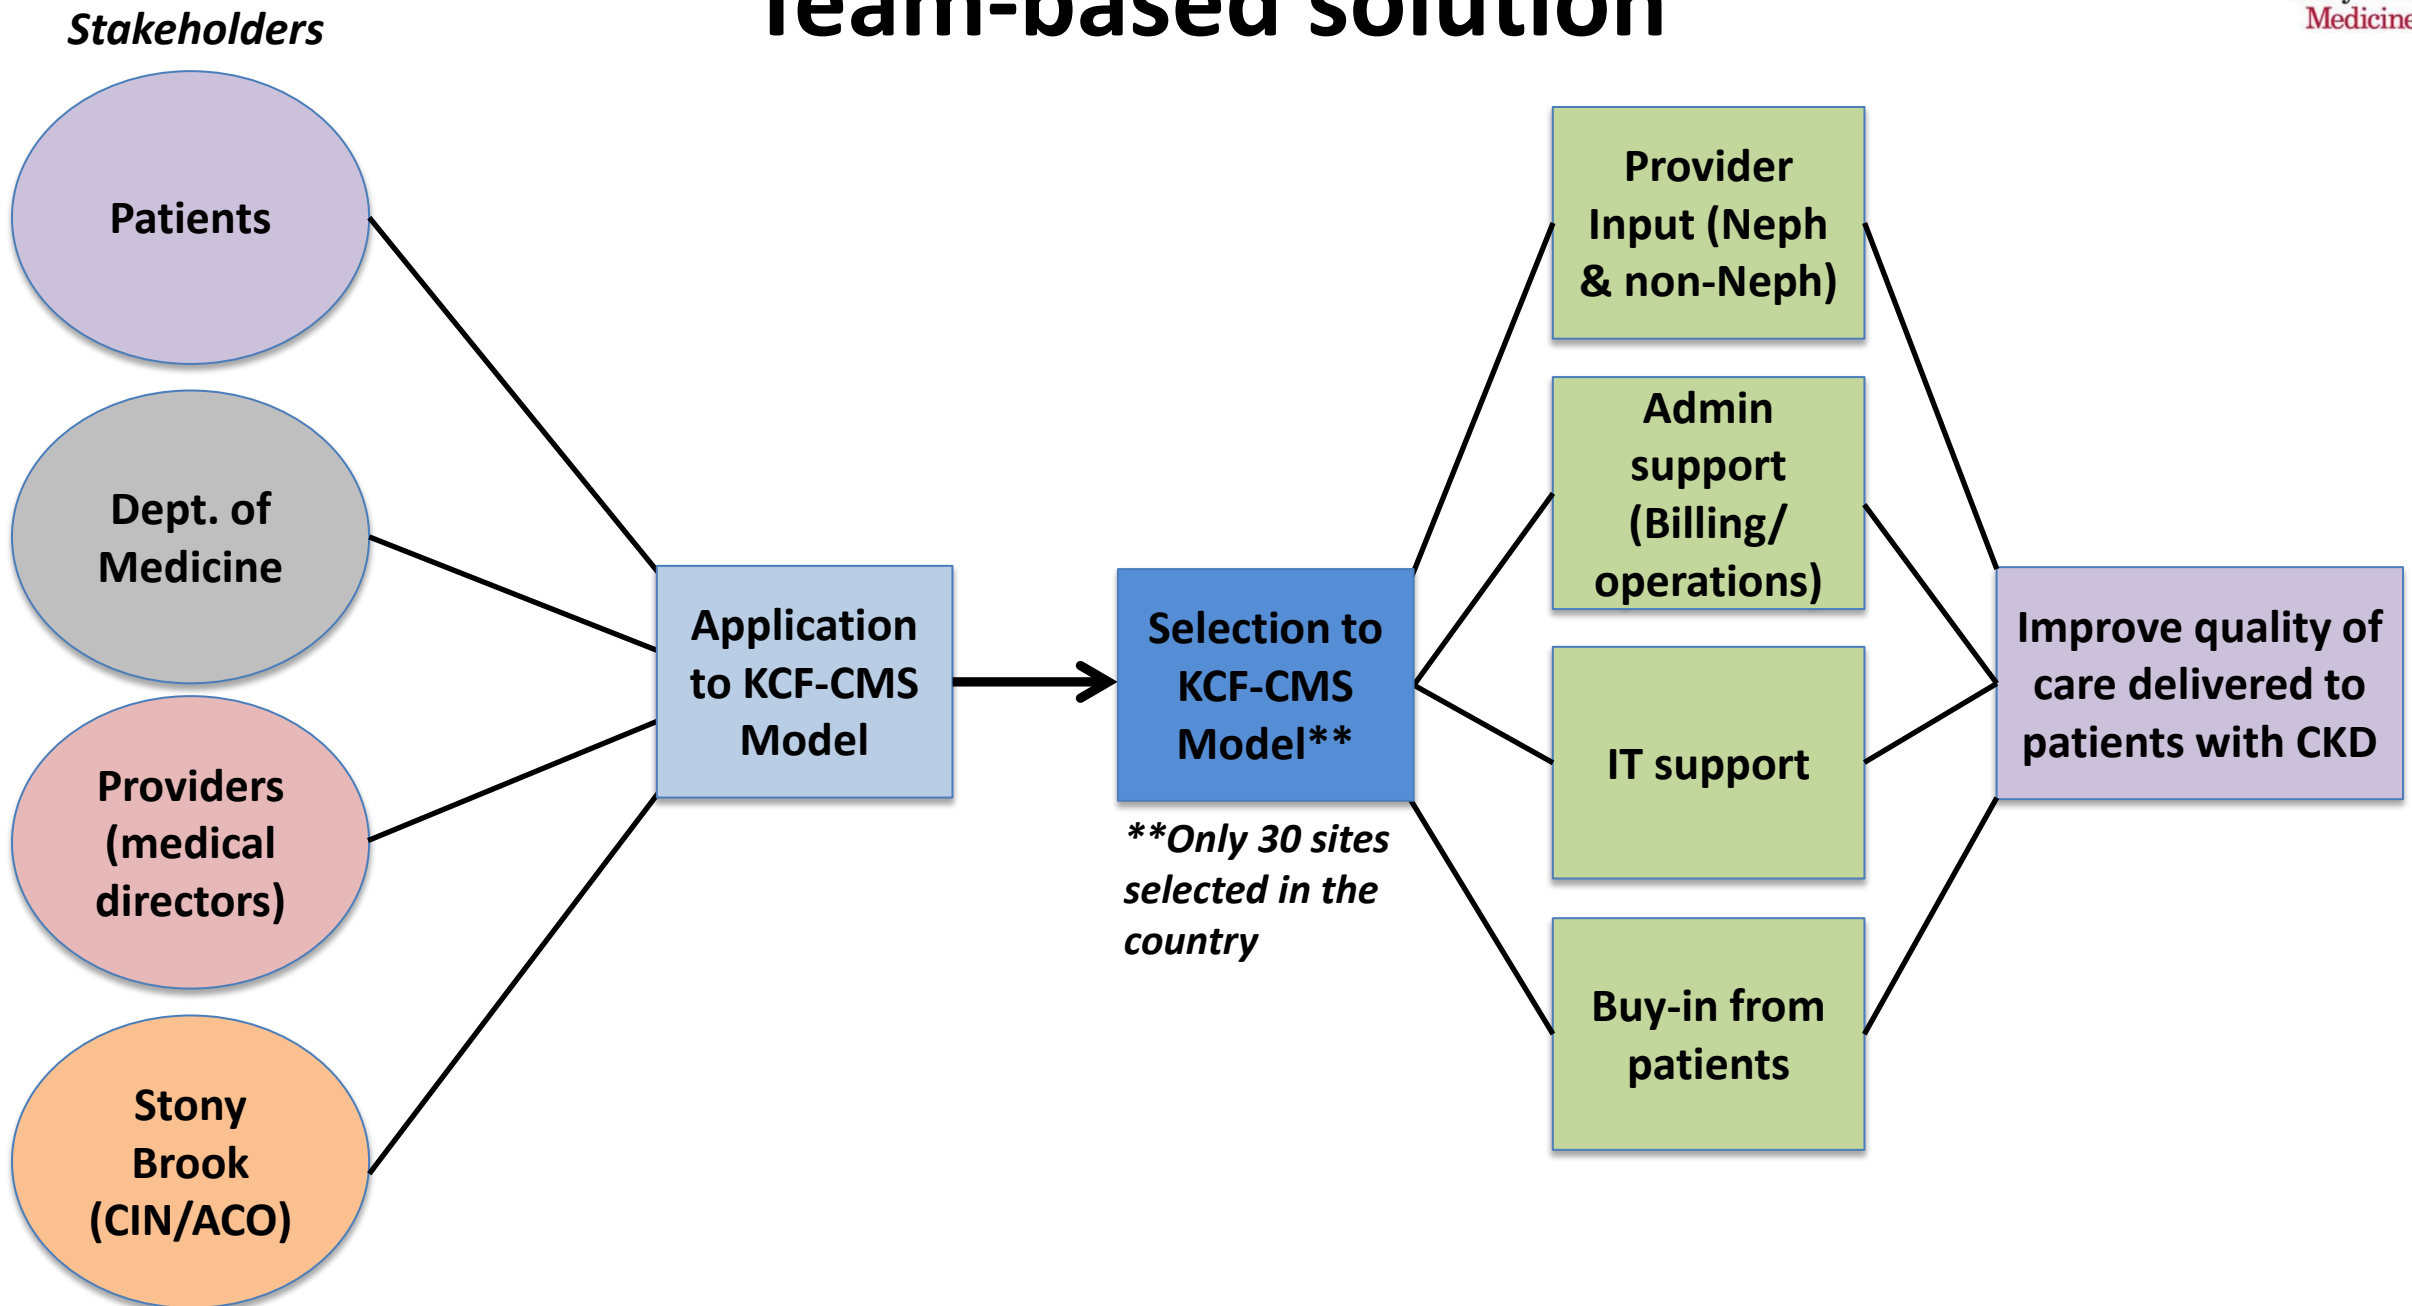 Team-based solution
Medicine
Stakeholders
Patients
Dept. of
Medicine
Providers
(medical
directors)
Stony
Brook
(CIN/ACO)
Application
to KCF-CMS
Model
Selection to
KCF-CMS
Model**
**Only 30 sites
selected in the
country
Provider
Input (Neph
& non-Neph)
Admin
support
(Billing/
operations)
IT support
Buy-in from
patients
Improve quality of
care delivered to
patients with CKD